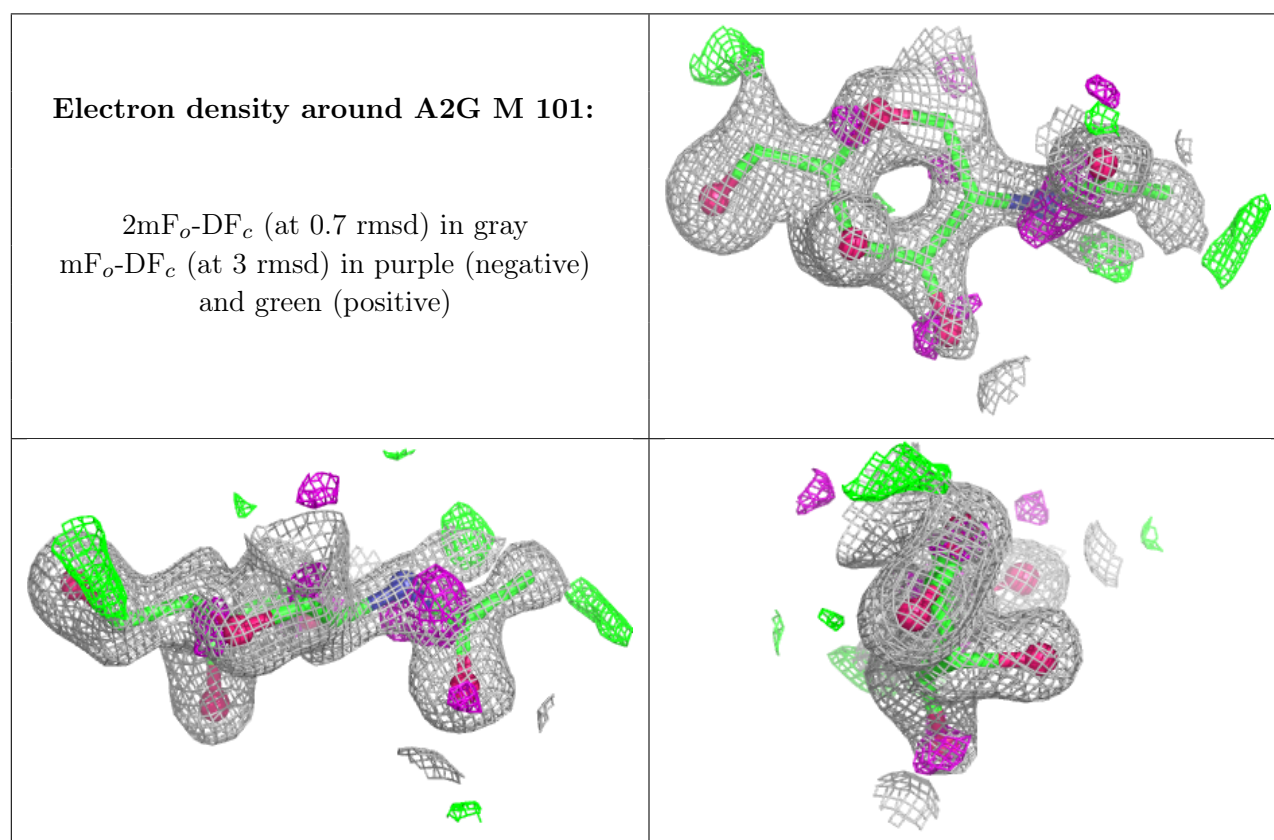 Electron density around A2G M 101:
2mFo-DFc (at 0.7 rmsd) in gray
mFo-DFc (at 3 rmsd) in purple (negative)
and green (positive)